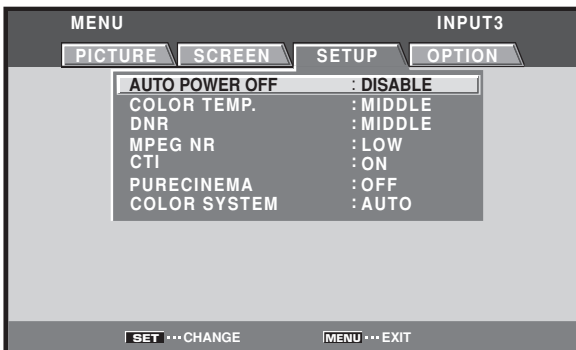 MENU INPUT3
PICTURE SCREEN SETUP OPTION
AUTO POWER OFF : DISABLE
COLOR TEMP. : MIDDLE
DNR : MIDDLE
MPEG NR : LOW
CTI : ON
PURECINEMA : OFF
COLOR SYSTEM : AUTO
SET ··· CHANGE MENU ··· EXIT